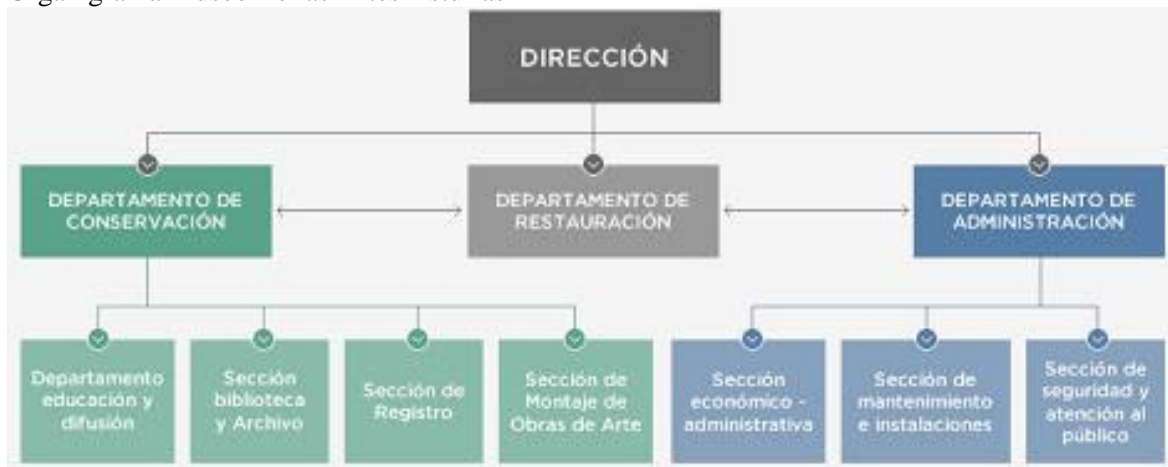 DIRECCIÓN
DEPARTAMENTO DE
CONSERVACIÓN
DEPARTAMENTO DE
RESTAURACIÓN
DEPARTAMENTO DE
ADMINISTRACIÓN
Departamento
educación y
difusión
Sección
biblioteca
y Archivo
Sección de
Registro
Sección de
Montaje de
Obras de Arte
Sección
económico -
administrativa
Sección de
mantenimiento
e instalaciones
Sección de
seguridad y
atención al
público